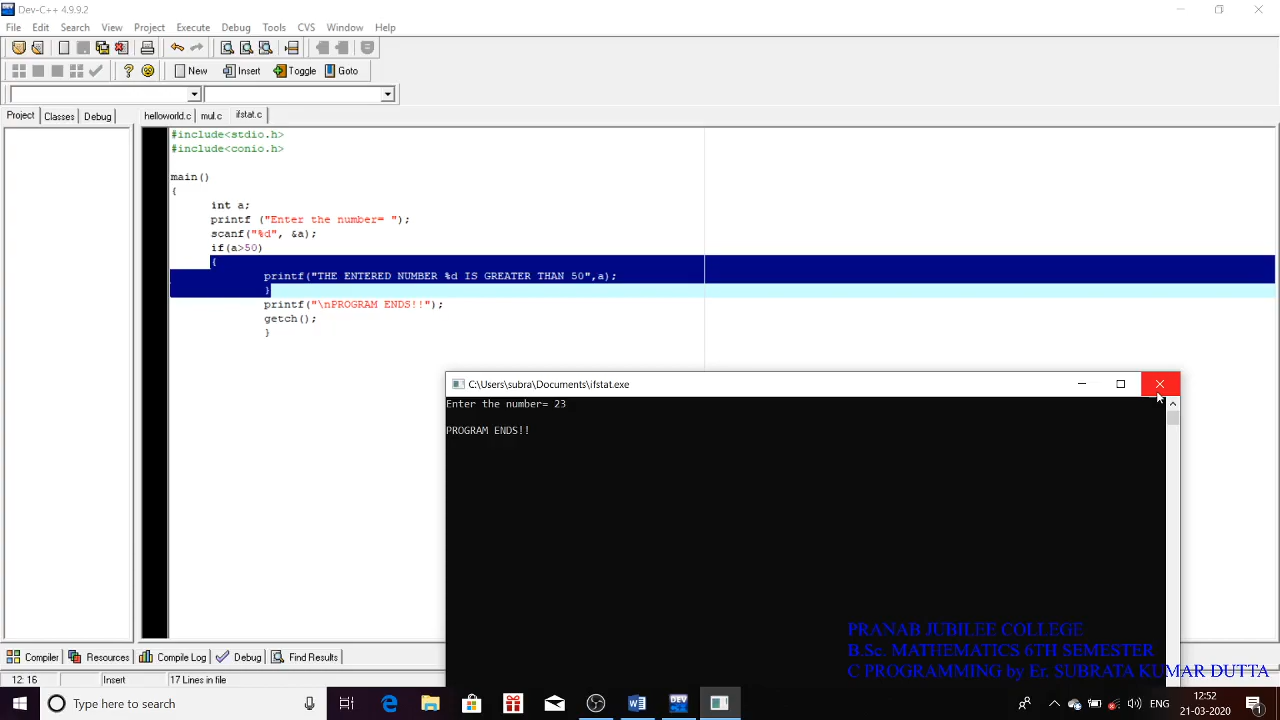 Dev-C++ 4.9.9.2
File Edit Search View Project Execute Debug Tools CVS Window Help
New Insert Toggle Goto
Project Classes Debug helloworld.c mul.c ifstat.c
#include<stdio.h>
#include<conio.h>
main()
{
int a;
printf ("Enter the number= ");
scanf("%d", &a);
if(a>50)
{
printf("THE ENTERED NUMBER %d IS GREATER THAN 50",a);
}
printf("\nPROGRAM ENDS!!");
getch();
}
C:\Users\subra\Documents\ifstat.exe
Enter the number= 23
PROGRAM ENDS!!
PRANAB JUBILEE COLLEGE
B.Sc. MATHEMATICS 6TH SEMESTER
C PROGRAMMING by Er. SUBRATA KUMAR DUTTA
Compiler Resources Compile Log Debug Find Results
12: 16 Insert 17 Lines in file
Type here to search
DEV
ENG
12:52
21-03-2020